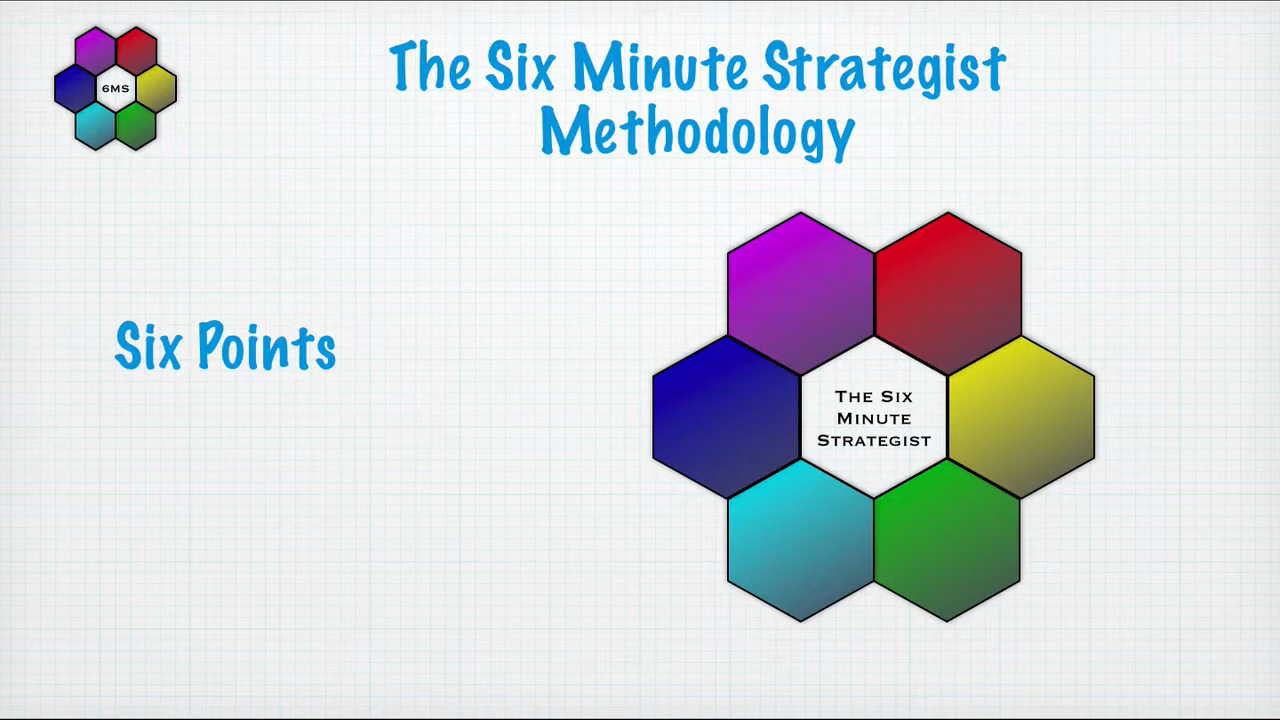 6MS
The Six Minute Strategist
Methodology
Six Points
The Six
Minute
Strategist